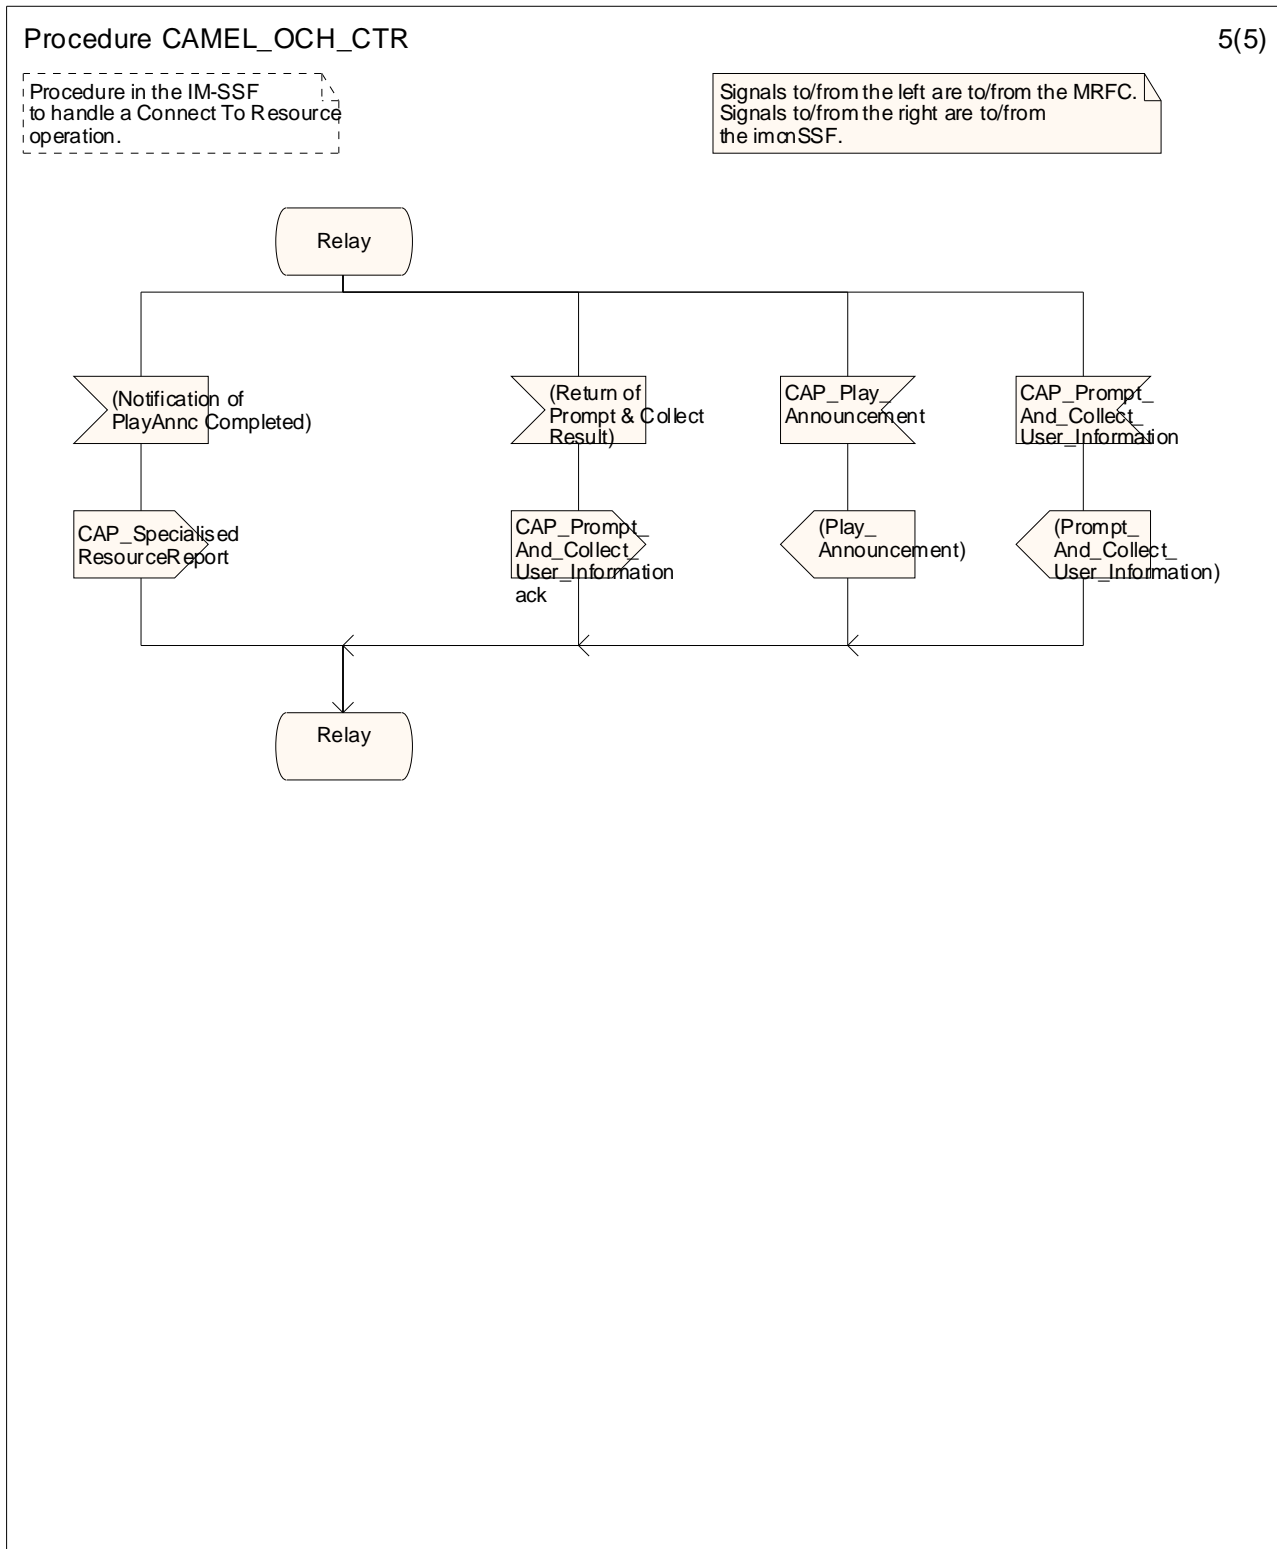 Procedure CAMEL_OCH_CTR
5(5)
Procedure in the IM-SSF
to handle a Connect To Resource
operation.
Signals to/from the left are to/from the MRFC.
Signals to/from the right are to/from
the imcnSSF.
Relay
(Notification of
PlayAnnc Completed)
(Return of
Prompt & Collect
Result)
CAP_Play_
Announcement
CAP_Prompt_
And_Collect_
User_Information
CAP_Specialised
ResourceReport
CAP_Prompt_
And_Collect_
User_Information
ack
(Play_
Announcement)
(Prompt_
And_Collect_
User_Information)
Relay